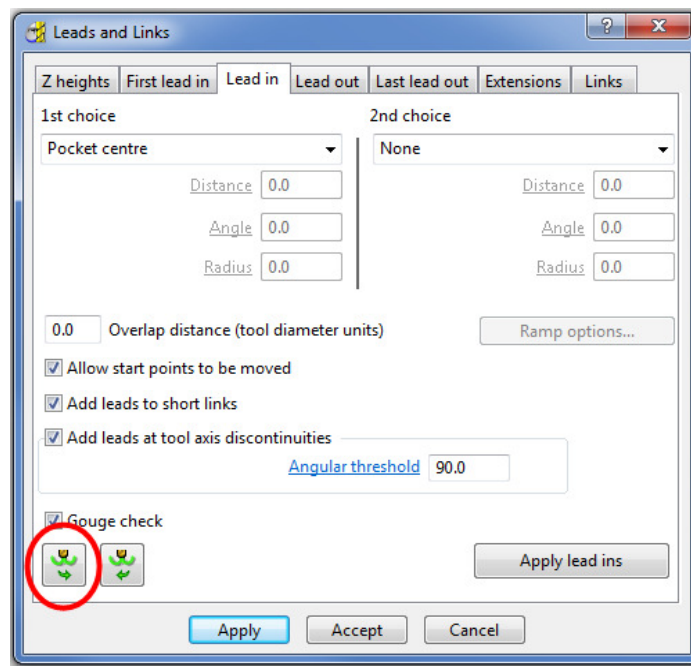 Leads and Links
Z heights First lead in Lead in Lead out Last lead out Extensions Links
1st choice 2nd choice
Pocket centre None
Distance 0.0 Distance 0.0
Angle 0.0 Angle 0.0
Radius 0.0 Radius 0.0
0.0 Overlap distance (tool diameter units) Ramp options...
Allow start points to be moved
Add leads to short links
Add leads at tool axis discontinuities
Angular threshold 90.0
Gouge check
Apply lead ins
Apply Accept Cancel